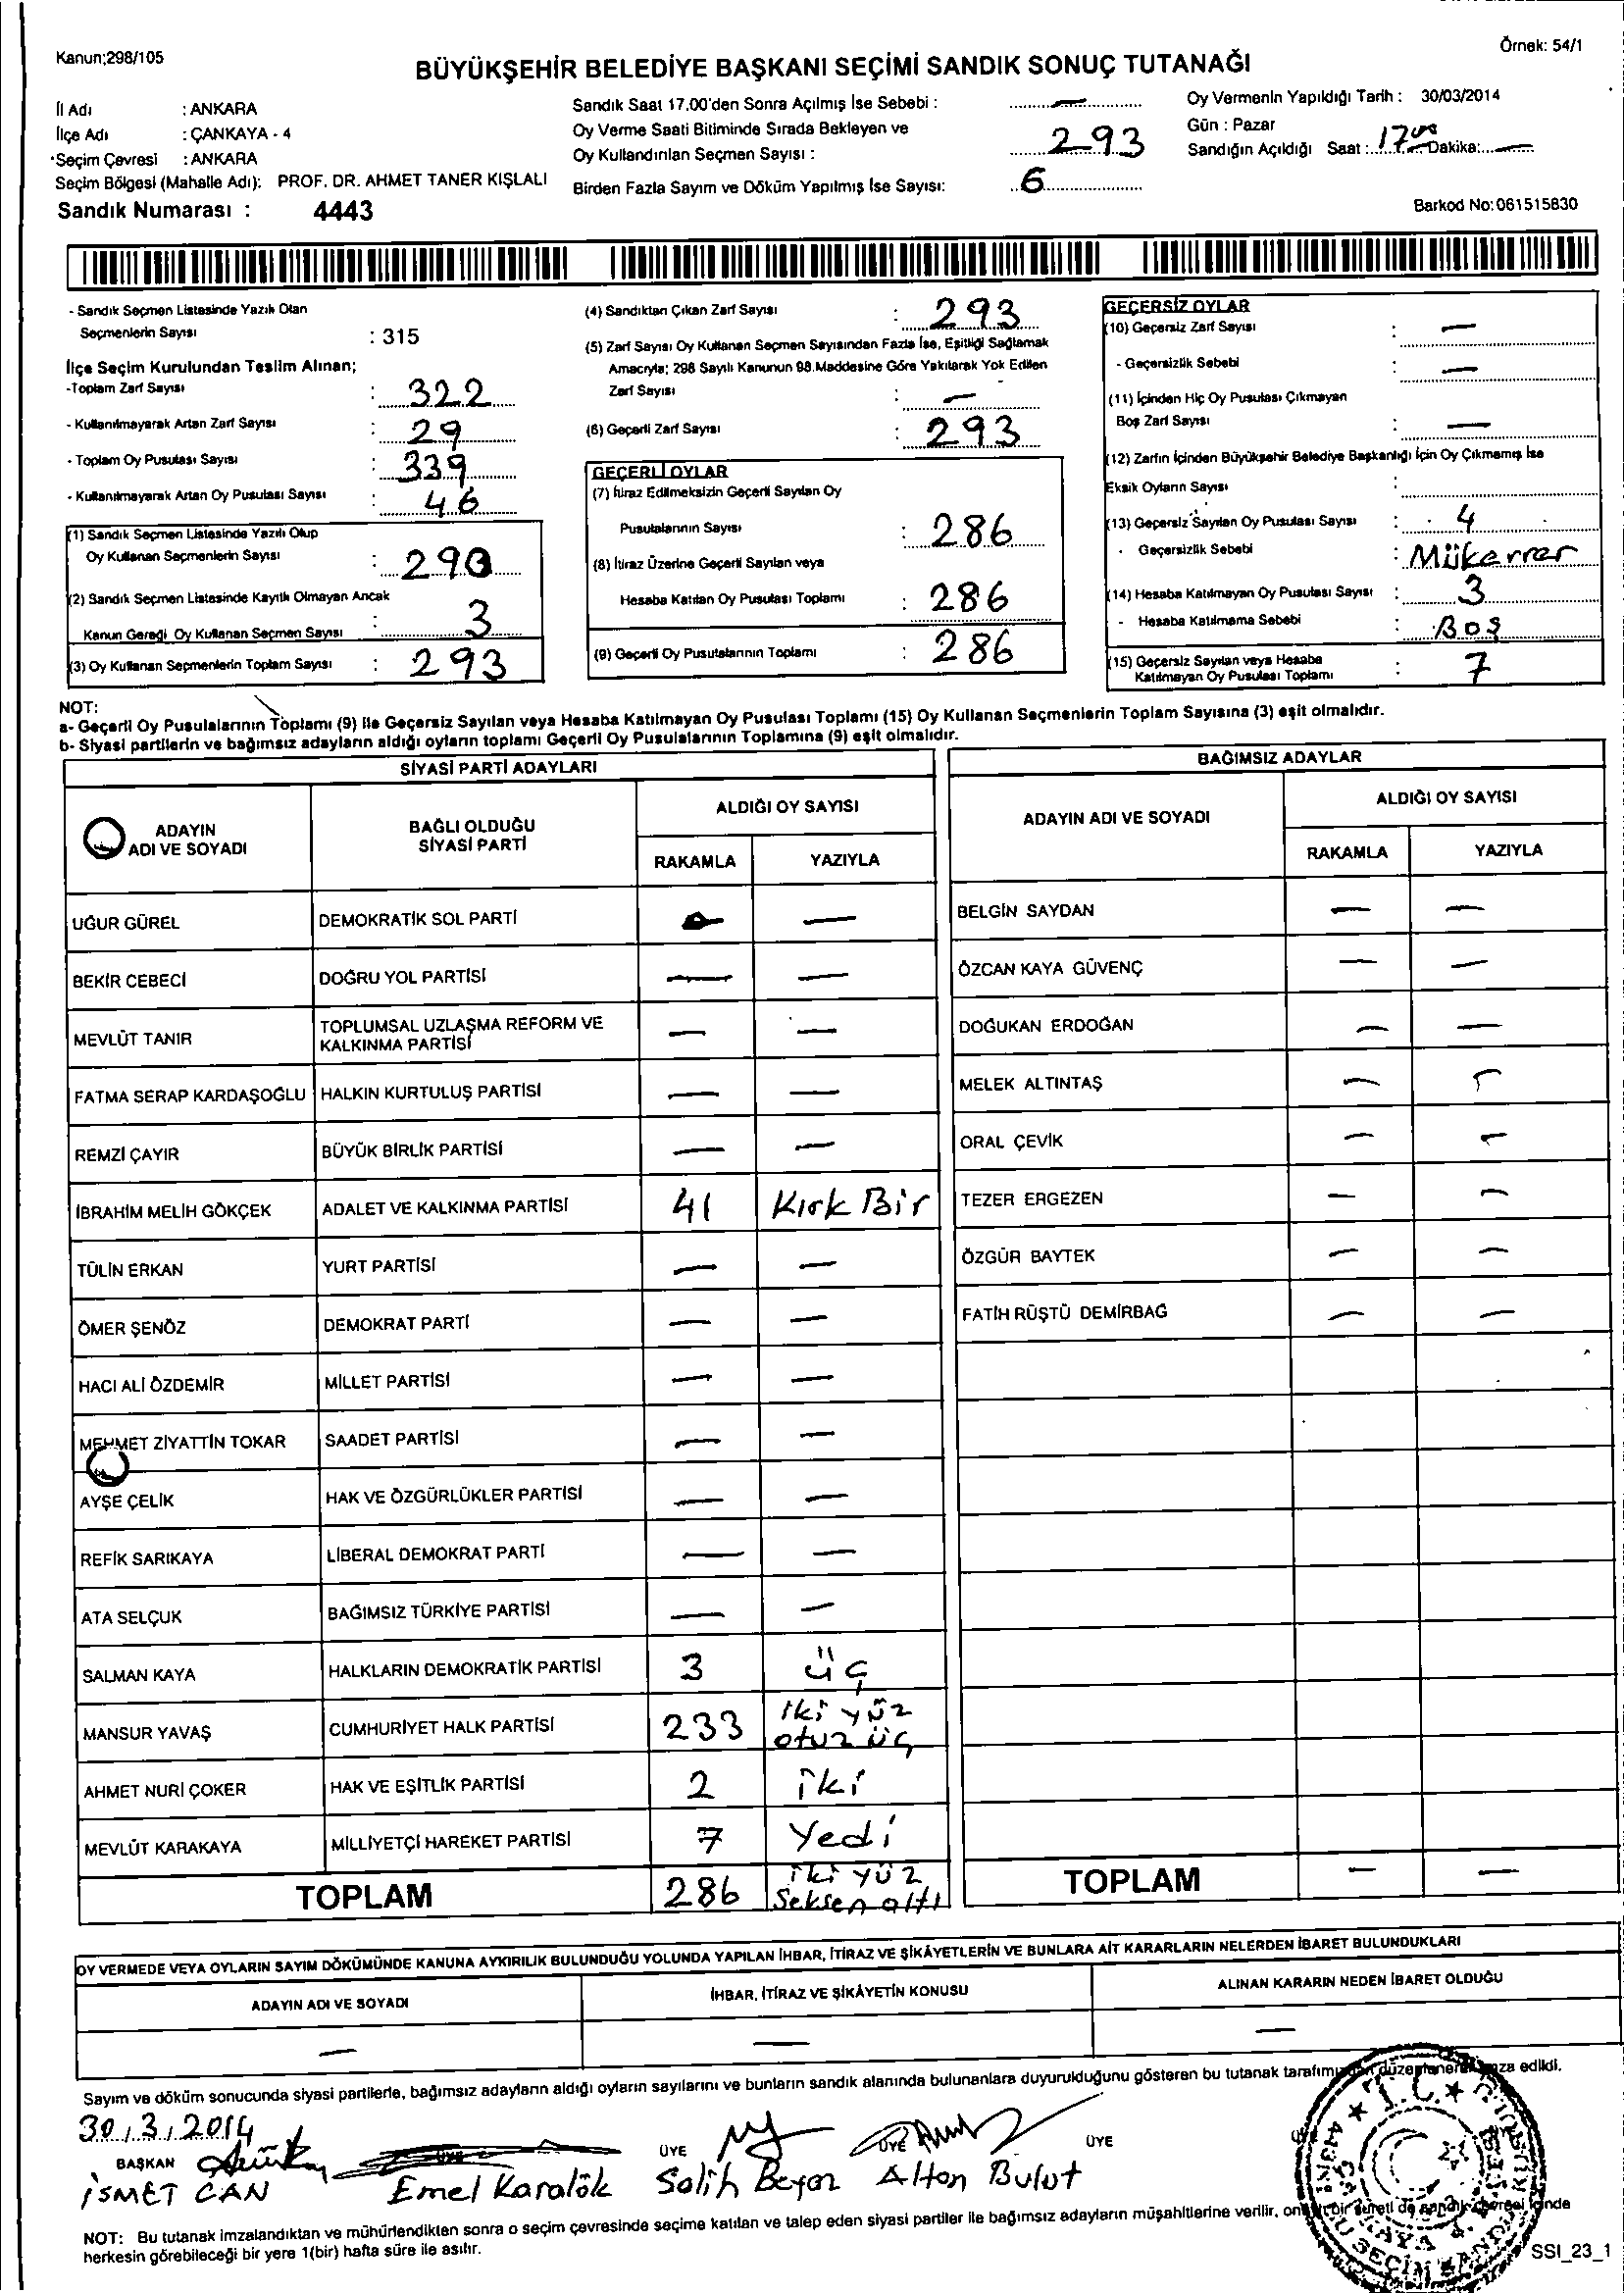 Kanun;298/105
Örnek: 54/1
BÜYÜKŞEHİR BELEDİYE BAŞKANI SEÇİMİ SANDIK SONUÇ TUTANAĞI
İl Adı : ANKARA
İlçe Adı : ÇANKAYA - 4
Seçim Çevresi : ANKARA
Seçim Bölgesi (Mahalle Adı): PROF. DR. AHMET TANER KIŞLALI
Sandık Numarası : 4443
Sandık Saat 17.00'den Sonra Açılmış İse Sebebi : —
Oy Verme Saati Bitiminde Sırada Bekleyen ve
Oy Kullandırılan Seçmen Sayısı : 293
Birden Fazla Sayım ve Döküm Yapılmış İse Sayısı: 6
Oy Vermenin Yapıldığı Tarih : 30/03/2014
Gün : Pazar
Sandığın Açıldığı Saat : 17 Dakika: —
Barkod No:061515830
- Sandık Seçmen Listesinde Yazılı Olan
Seçmenlerin Sayısı : 315
İlçe Seçim Kurulundan Teslim Alınan;
-Toplam Zarf Sayısı : 322
- Kullanılmayarak Artan Zarf Sayısı : 29
- Toplam Oy Pusulası Sayısı : 339
- Kullanılmayarak Artan Oy Pusulası Sayısı : 46
(1) Sandık Seçmen Listesinde Yazılı Olup
Oy Kullanan Seçmenlerin Sayısı : 290
(2) Sandık Seçmen Listesinde Kayıtlı Olmayan Ancak
Kanun Gereği Oy Kullanan Seçmen Sayısı : 3
(3) Oy Kullanan Seçmenlerin Toplam Sayısı : 293
(4) Sandıktan Çıkan Zarf Sayısı : 293
(5) Zarf Sayısı Oy Kullanan Seçmen Sayısından Fazla İse, Eşitliği Sağlamak
Amacıyla; 298 Sayılı Kanunun 98.Maddesine Göre Yakılarak Yok Edilen
Zarf Sayısı : —
(6) Geçerli Zarf Sayısı : 293
GEÇERLİ OYLAR
(7) İtiraz Edilmeksizin Geçerli Sayılan Oy
Pusulalarının Sayısı : 286
(8) İtiraz Üzerine Geçerli Sayılan veya
Hesaba Katılan Oy Pusulası Toplamı : 286
(9) Geçerli Oy Pusulalarının Toplamı : 286
GEÇERSİZ OYLAR
(10) Geçersiz Zarf Sayısı : —
- Geçersizlik Sebebi : —
(11) İçinden Hiç Oy Pusulası Çıkmayan
Boş Zarf Sayısı : —
(12) Zarfın İçinden Büyükşehir Belediye Başkanlığı İçin Oy Çıkmamış İse
Eksik Oyların Sayısı :
(13) Geçersiz Sayılan Oy Pusulası Sayısı : 4
- Geçersizlik Sebebi : Mükerrer
(14) Hesaba Katılmayan Oy Pusulası Sayısı : 3
- Hesaba Katılmama Sebebi : Boş
(15) Geçersiz Sayılan veya Hesaba
Katılmayan Oy Pusulası Toplamı : 7
NOT:
a- Geçerli Oy Pusulalarının Toplamı (9) İle Geçersiz Sayılan veya Hesaba Katılmayan Oy Pusulası Toplamı (15) Oy Kullanan Seçmenlerin Toplam Sayısına (3) eşit olmalıdır.
b- Siyasi partilerin ve bağımsız adayların aldığı oyların toplamı Geçerli Oy Pusulalarının Toplamına (9) eşit olmalıdır.
SİYASİ PARTİ ADAYLARI
ADAYIN ADI VE SOYADI BAĞLI OLDUĞU SİYASİ PARTİ ALDIĞI OY SAYISI
RAKAMLA YAZIYLA
UĞUR GÜREL DEMOKRATİK SOL PARTİ — —
BEKİR CEBECİ DOĞRU YOL PARTİSİ — —
MEVLÜT TANIR TOPLUMSAL UZLAŞMA REFORM VE KALKINMA PARTİSİ — —
FATMA SERAP KARDAŞOĞLU HALKIN KURTULUŞ PARTİSİ — —
REMZİ ÇAYIR BÜYÜK BİRLİK PARTİSİ — —
İBRAHİM MELİH GÖKÇEK ADALET VE KALKINMA PARTİSİ 41 Kırk Bir
TÜLİN ERKAN YURT PARTİSİ — —
ÖMER ŞENÖZ DEMOKRAT PARTİ — —
HACI ALİ ÖZDEMİR MİLLET PARTİSİ — —
MEHMET ZİYATTİN TOKAR SAADET PARTİSİ — —
AYŞE ÇELİK HAK VE ÖZGÜRLÜKLER PARTİSİ — —
REFİK SARIKAYA LİBERAL DEMOKRAT PARTİ — —
ATA SELÇUK BAĞIMSIZ TÜRKİYE PARTİSİ — —
SALMAN KAYA HALKLARIN DEMOKRATİK PARTİSİ 3 üç
MANSUR YAVAŞ CUMHURİYET HALK PARTİSİ 233 iki yüz otuz üç
AHMET NURİ ÇOKER HAK VE EŞİTLİK PARTİSİ 2 iki
MEVLÜT KARAKAYA MİLLİYETÇİ HAREKET PARTİSİ 7 Yedi
TOPLAM 286 iki yüz Seksen altı
BAĞIMSIZ ADAYLAR
ADAYIN ADI VE SOYADI ALDIĞI OY SAYISI
RAKAMLA YAZIYLA
BELGİN SAYDAN — —
ÖZCAN KAYA GÜVENÇ — —
DOĞUKAN ERDOĞAN — —
MELEK ALTINTAŞ — —
ORAL ÇEVİK — —
TEZER ERGEZEN — —
ÖZGÜR BAYTEK — —
FATİH RÜŞTÜ DEMİRBAĞ — —
TOPLAM — —
OY VERMEDE VEYA OYLARIN SAYIM DÖKÜMÜNDE KANUNA AYKIRILIK BULUNDUĞU YOLUNDA YAPILAN İHBAR, İTİRAZ VE ŞİKÂYETLERİN VE BUNLARA AİT KARARLARIN NELERDEN İBARET BULUNDUKLARI
ADAYIN ADI VE SOYADI İHBAR, İTİRAZ VE ŞİKÂYETİN KONUSU ALINAN KARARIN NEDEN İBARET OLDUĞU
— — —
Sayım ve döküm sonucunda siyasi partilerle, bağımsız adayların aldığı oyların sayılarını ve bunların sandık alanında bulunanlara duyurulduğunu gösteren bu tutanak tarafımızdan düzenlenerek imza edildi.
30.3.2014
BAŞKAN ÜYE ÜYE ÜYE ÜYE
İSMET CAN Emel Karalök Salih Beyaz Altan Bulut
T.C.
NOT: Bu tutanak imzalandıktan ve mühürlendikten sonra o seçim çevresinde seçime katılan ve talep eden siyasi partiler ile bağımsız adayların müşahitlerine verilir, onaylı bir sureti de sandık çevresi içinde
herkesin görebileceği bir yere 1(bir) hafta süre ile asılır.
SSI_23_1